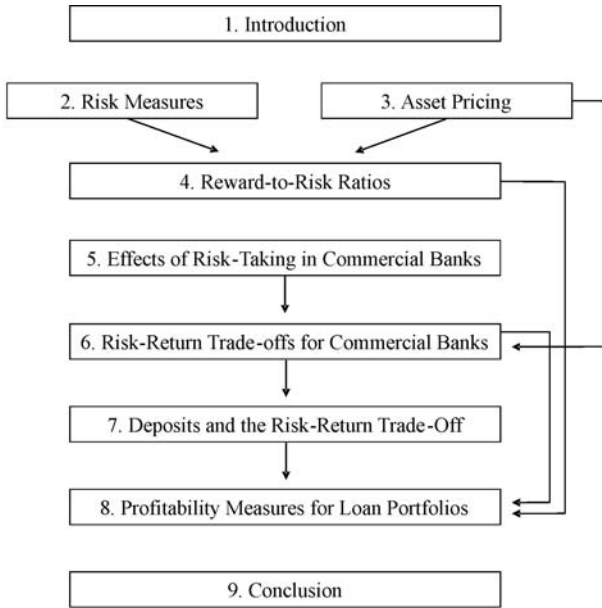 1. Introduction
2. Risk Measures
3. Asset Pricing
4. Reward-to-Risk Ratios
5. Effects of Risk-Taking in Commercial Banks
6. Risk-Return Trade-offs for Commercial Banks
7. Deposits and the Risk-Return Trade-Off
8. Profitability Measures for Loan Portfolios
9. Conclusion